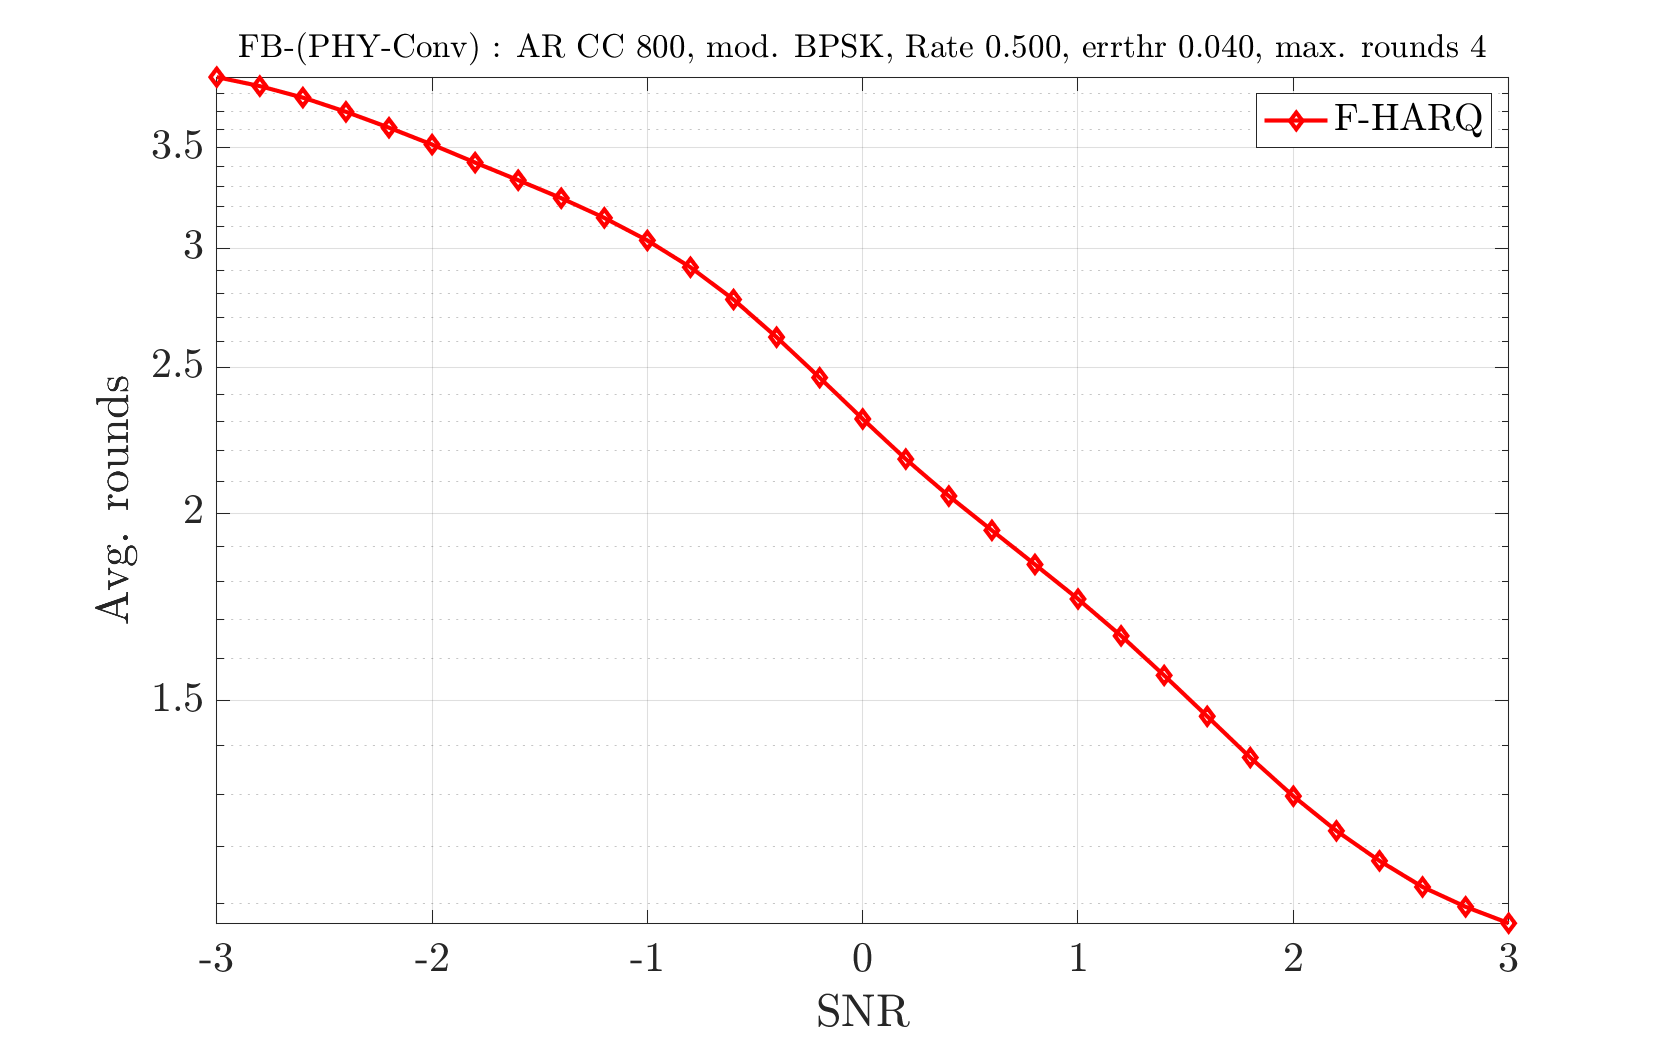 FB-(PHY-Conv) : AR CC 800, mod. BPSK, Rate 0.500, errthr 0.040, max. rounds 4
F-HARQ
3.5
3
2.5
2
1.5
Avg. rounds
-3 -2 -1 0 1 2 3
SNR